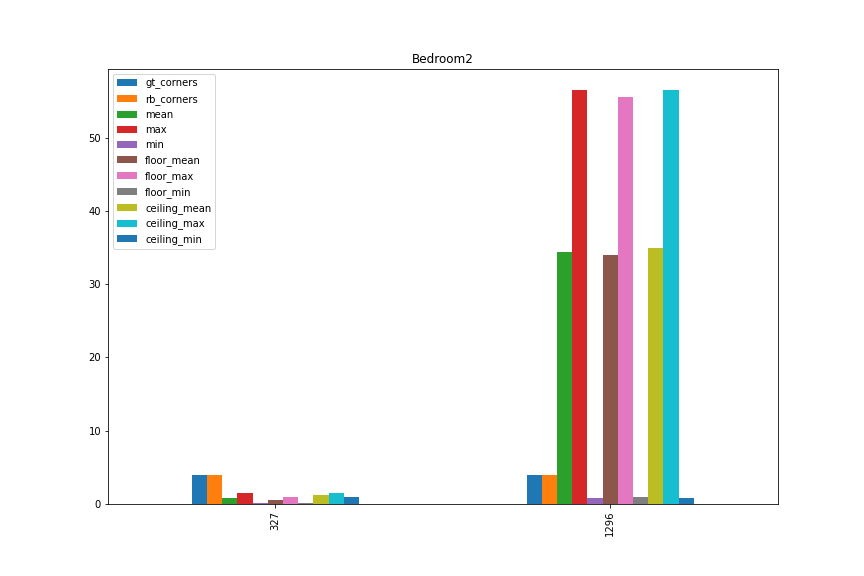 Bedroom2
gt_corners
rb_corners
mean
max
min
floor_mean
floor_max
floor_min
ceiling_mean
ceiling_max
ceiling_min
50
40
30
20
10
0
327
1296